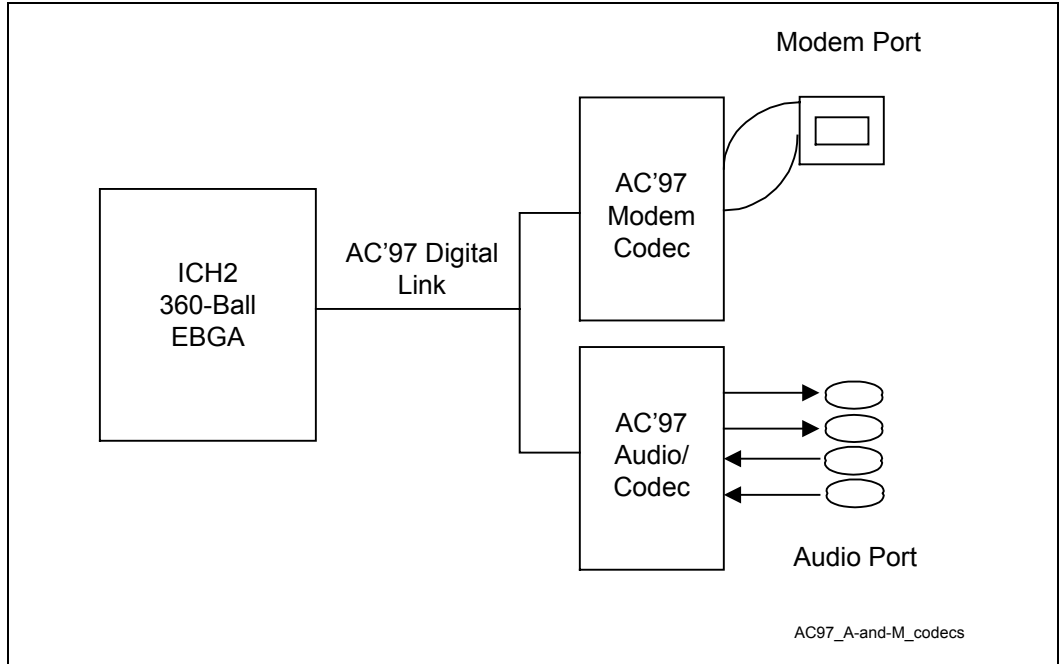 Modem Port
AC'97
Modem
Codec
AC'97 Digital
Link
ICH2
360-Ball
EBGA
AC'97
Audio/
Codec
Audio Port
AC97_A-and-M_codecs